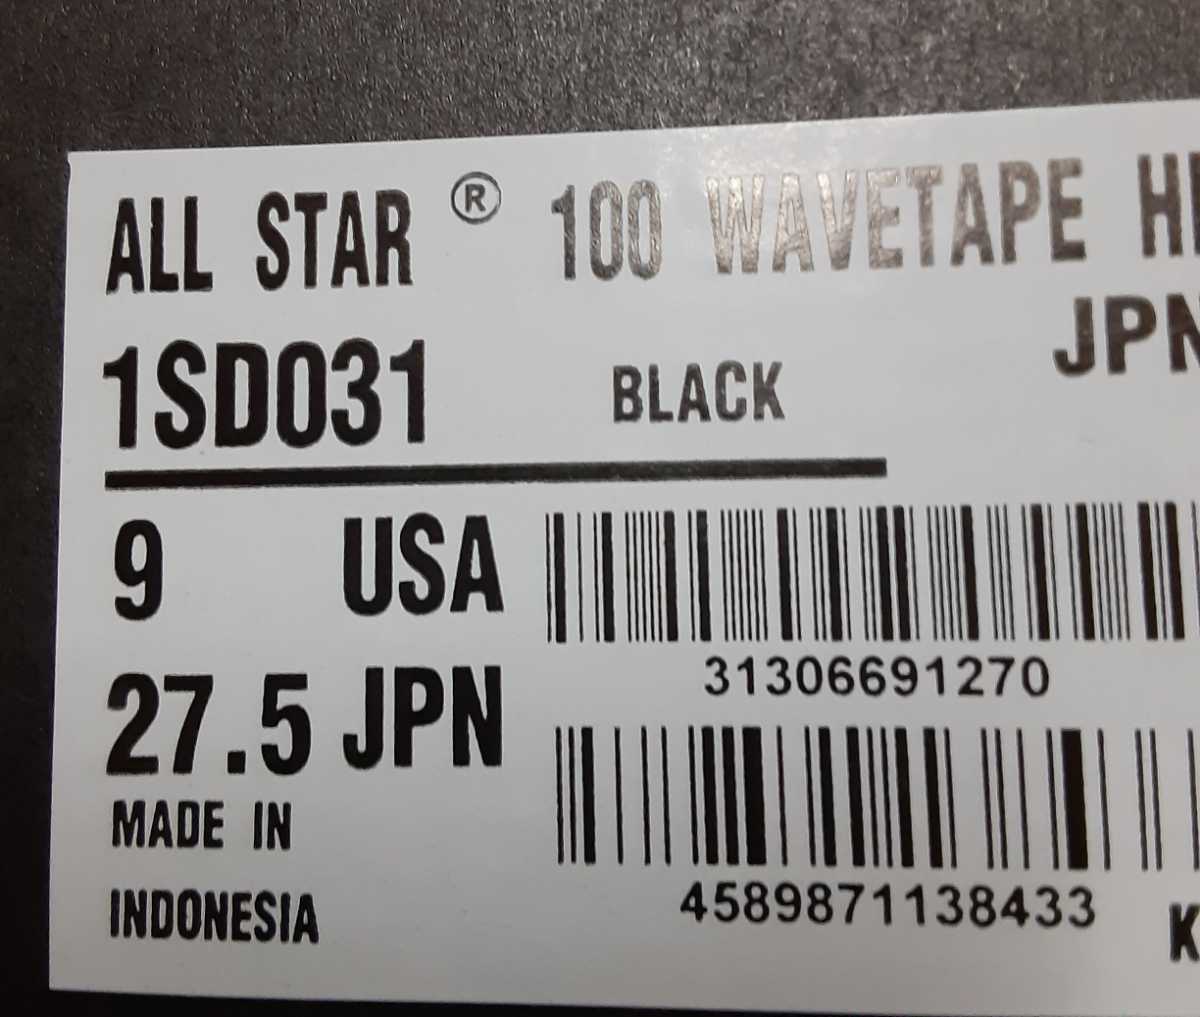 ALL STAR ® 100 WAVETAPE
JPN
1SD031 BLACK
9 USA
27.5 JPN
31306691270
MADE IN
INDONESIA
4589871138433
K